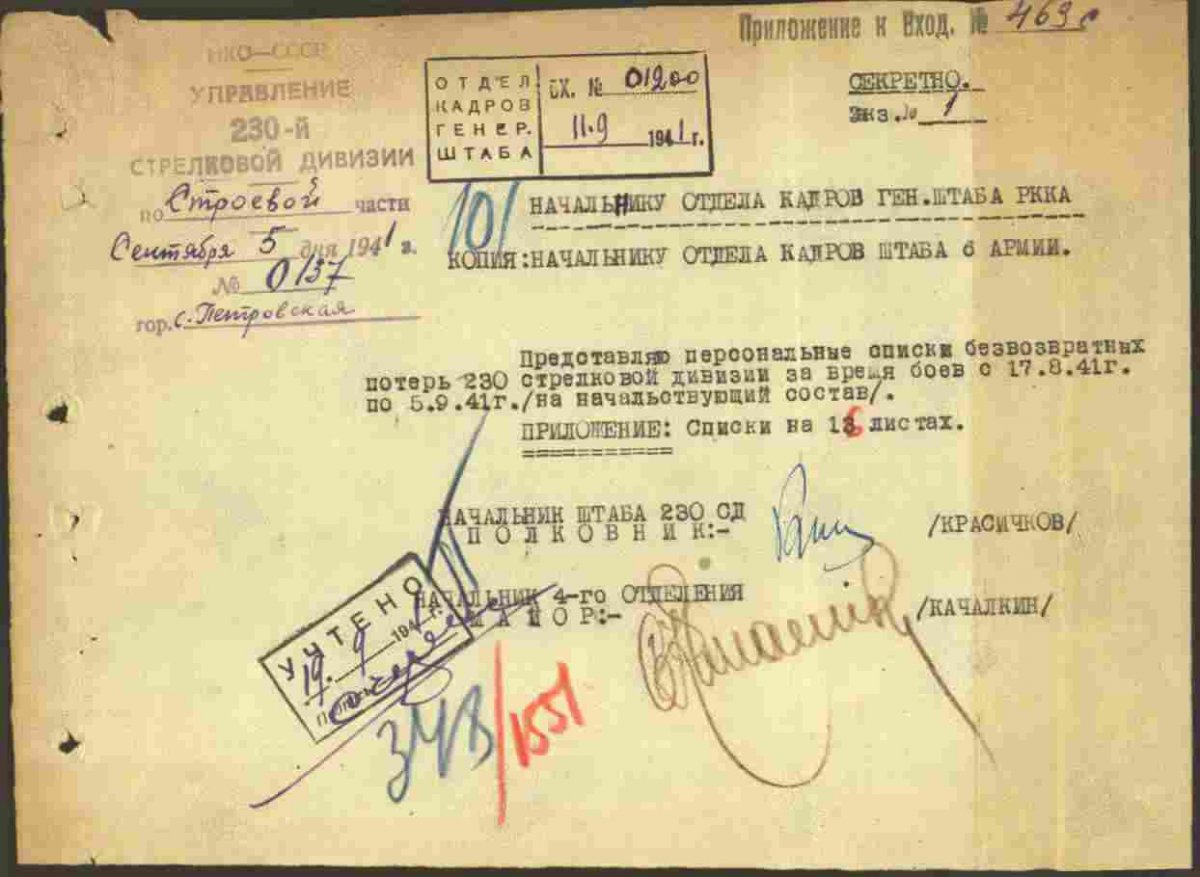 Приложение к Вход. № 469с
НКО—СССР
УПРАВЛЕНИЕ
230-й
СТРЕЛКОВОЙ ДИВИЗИИ
по Строевой части
Сентября 5 дня 1941 г.
№ 0137
гор. с. Петровская
ОТДЕЛ
КАДРОВ
ГЕНЕР.
ШТАБА
ВХ. № 01200
11.9 1941 г.
СЕКРЕТНО.
Экз.№ 1
101
НАЧАЛЬНИКУ ОТДЕЛА КАДРОВ ГЕН.ШТАБА РККА
КОПИЯ:НАЧАЛЬНИКУ ОТДЕЛА КАДРОВ ШТАБА 6 АРМИИ.
Представляю персональные списки безвозвратных
потерь 230 стрелковой дивизии за время боев с 17.8.41г.
по 5.9.41г./на начальствующий состав/.
ПРИЛОЖЕНИЕ: Списки на 16 листах.
НАЧАЛЬНИК ШТАБА 230 СД
ПОЛКОВНИК:-
/КРАСИЧКОВ/
НАЧАЛЬНИК 4-го ОТДЕЛЕНИЯ
МАЙОР:-
/КАЧАЛКИН/
УЧТЕНО
19. 9 1941 г.
348/1551